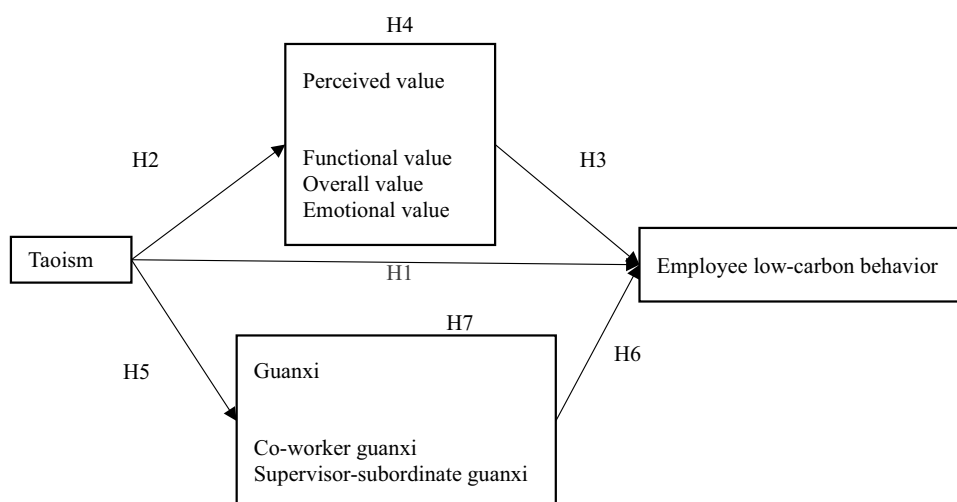 H4
Perceived value
H2
Functional value
H3
Overall value
Emotional value
Taoism
Employee low-carbon behavior
H1
H7
H5
Guanxi
H6
Co-worker guanxi
Supervisor-subordinate guanxi